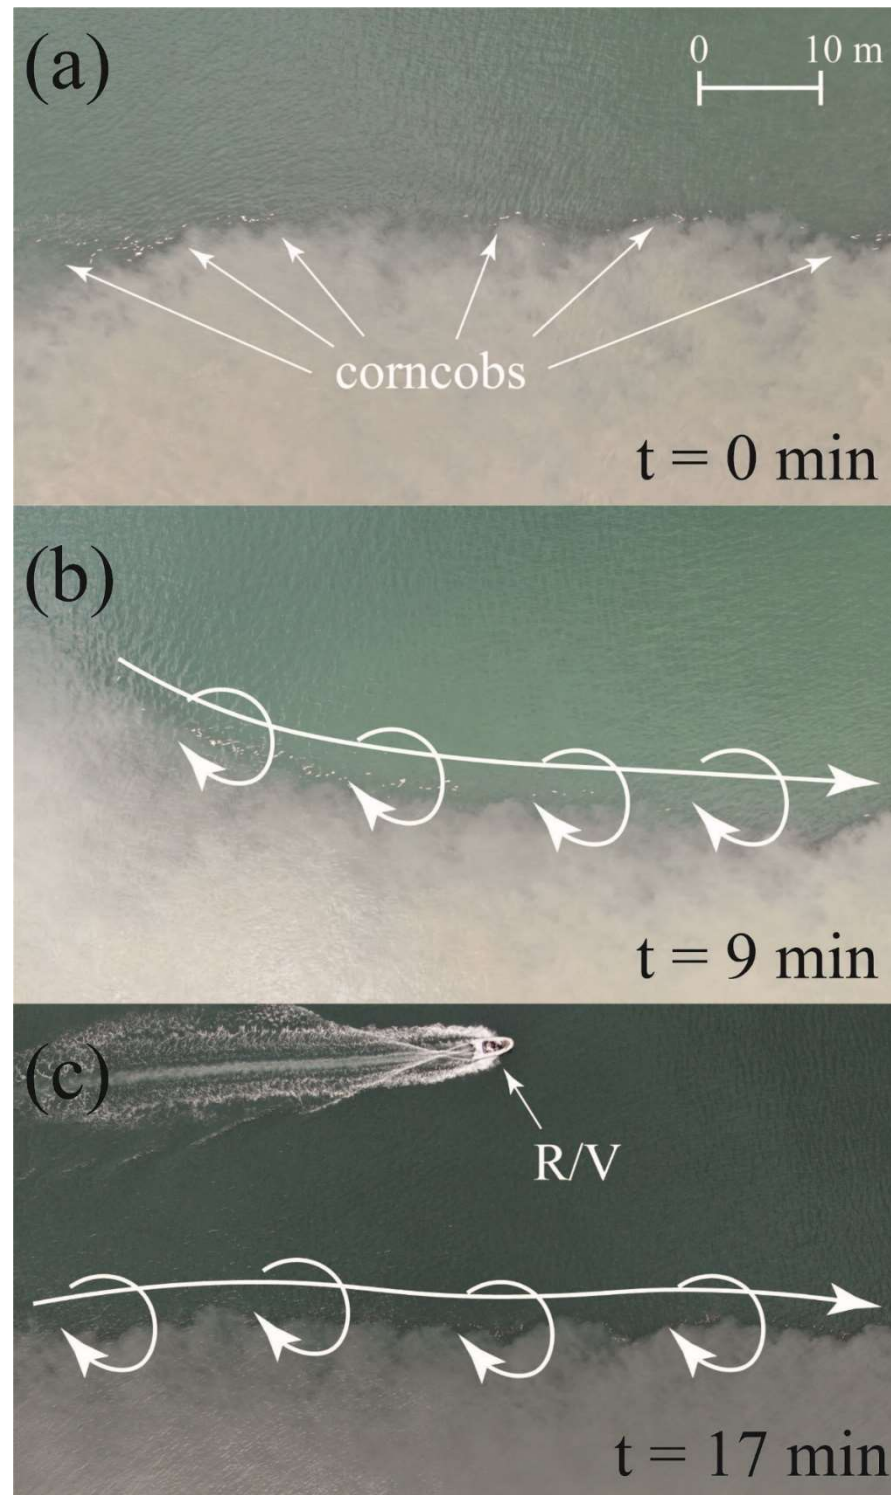 (a)
0 10 m
corncobs
t = 0 min
(b)
t = 9 min
(c)
R/V
t = 17 min